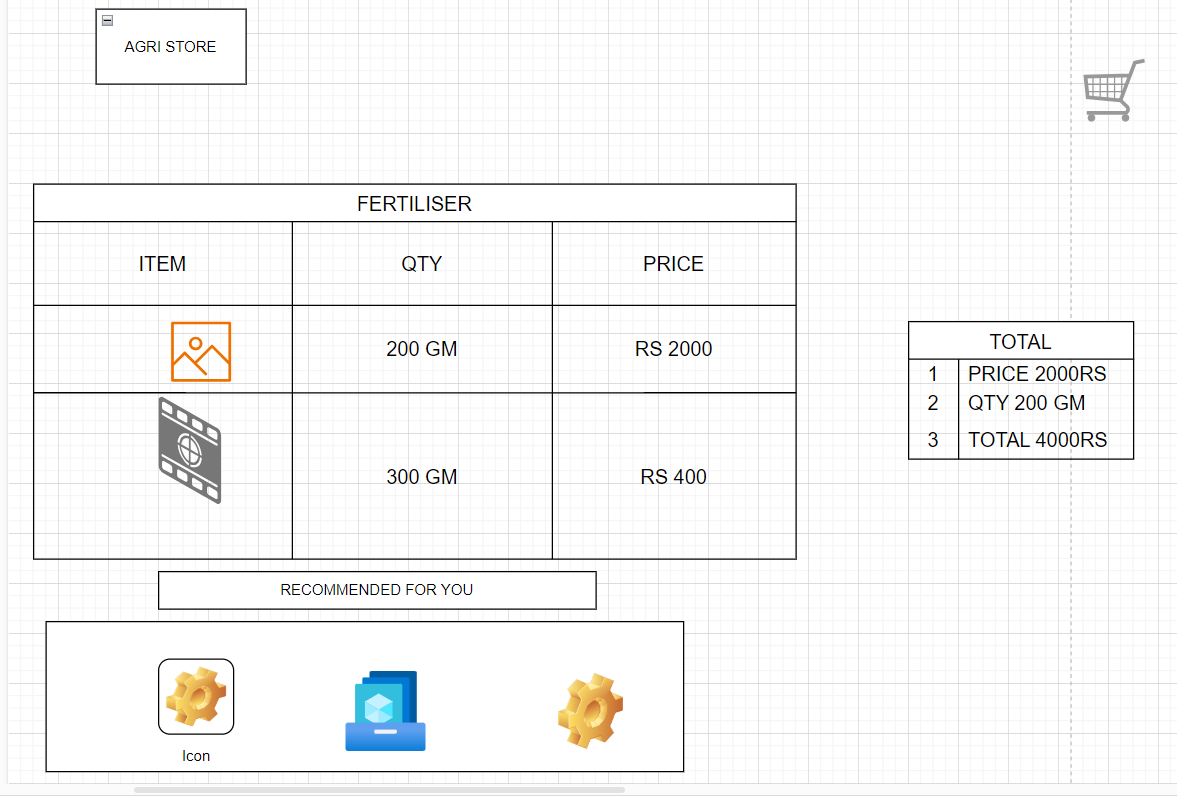 AGRI STORE
FERTILISER
ITEM QTY PRICE
200 GM RS 2000
300 GM RS 400
TOTAL
1 PRICE 2000RS
2 QTY 200 GM
3 TOTAL 4000RS
RECOMMENDED FOR YOU
Icon